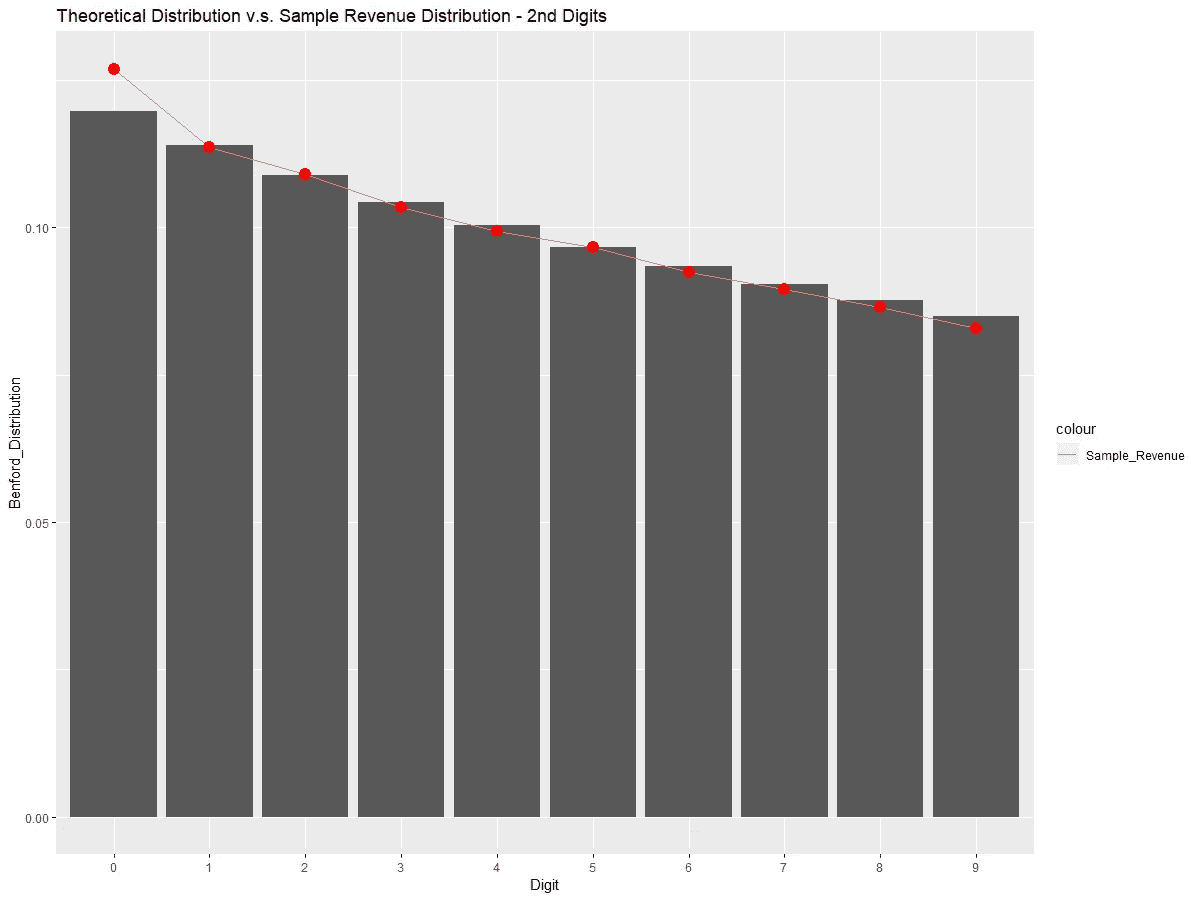 Theoretical Distribution v.s. Sample Revenue Distribution - 2nd Digits
Benford_Distribution
0.10
0.05
0.00
0 1 2 3 4 5 6 7 8 9
Digit
colour
Sample_Revenue